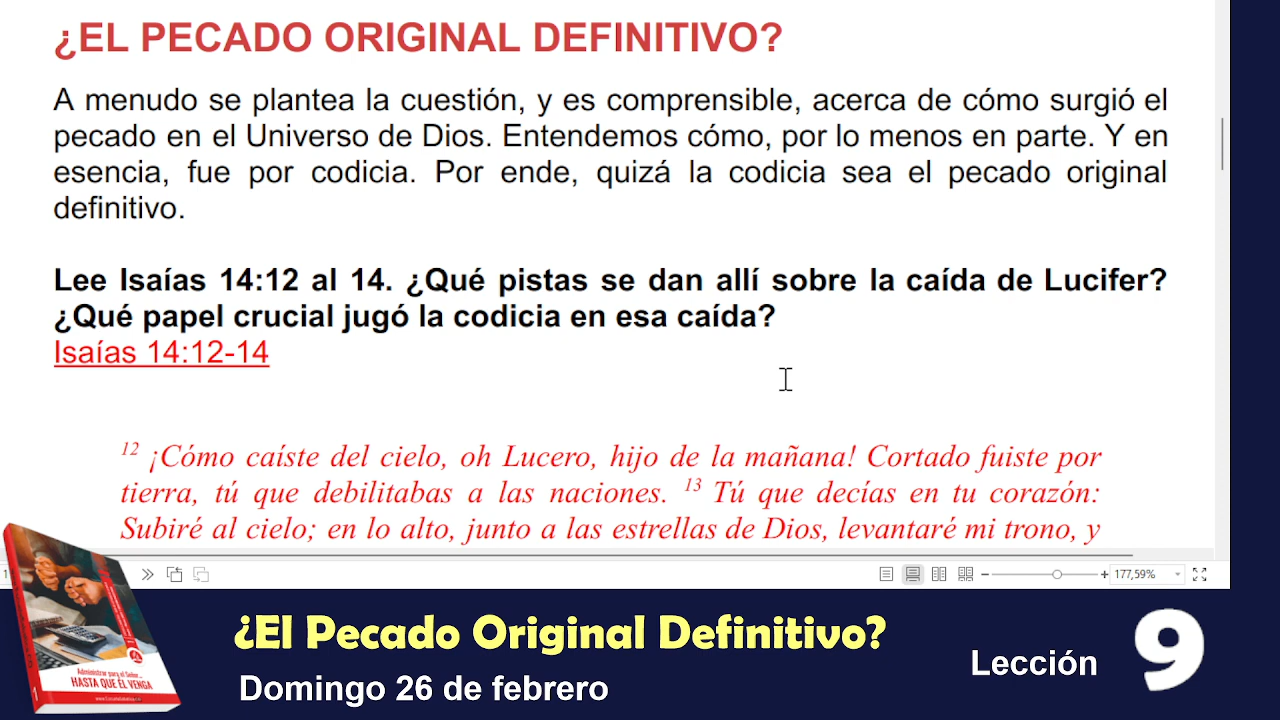 ¿EL PECADO ORIGINAL DEFINITIVO?
A menudo se plantea la cuestión, y es comprensible, acerca de cómo surgió el
pecado en el Universo de Dios. Entendemos cómo, por lo menos en parte. Y en
esencia, fue por codicia. Por ende, quizá la codicia sea el pecado original
definitivo.
Lee Isaías 14:12 al 14. ¿Qué pistas se dan allí sobre la caída de Lucifer?
¿Qué papel crucial jugó la codicia en esa caída?
Isaías 14:12-14
12 ¡Cómo caíste del cielo, oh Lucero, hijo de la mañana! Cortado fuiste por
tierra, tú que debilitabas a las naciones. 13 Tú que decías en tu corazón:
Subiré al cielo; en lo alto, junto a las estrellas de Dios, levantaré mi trono, y
177,59%
¿El Pecado Original Definitivo?
Domingo 26 de febrero
Lección 9
Administrar para el Señor...
HASTA QUE ÉL VENGA